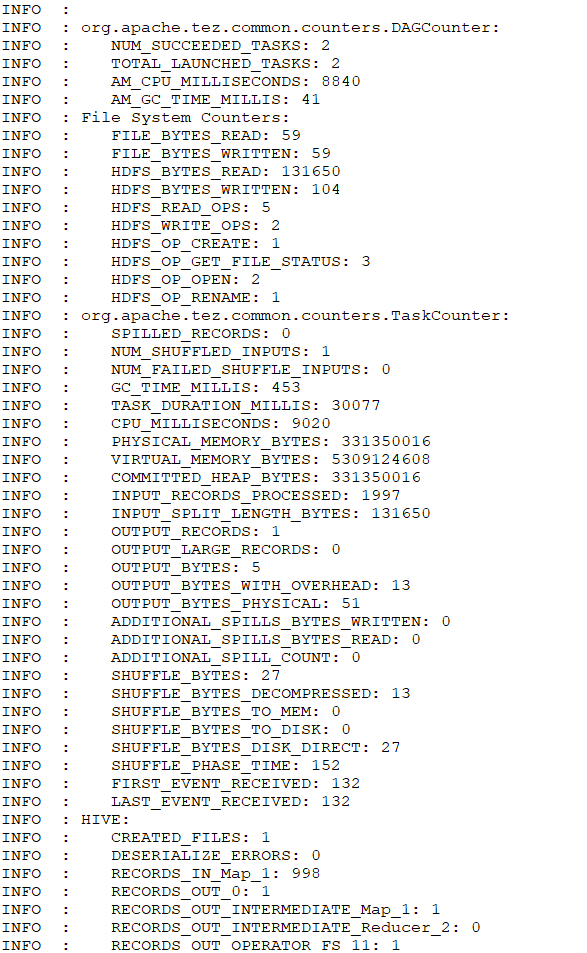 INFO  :
INFO  : org.apache.tez.common.counters.DAGCounter:
INFO  :    NUM_SUCCEEDED_TASKS: 2
INFO  :    TOTAL_LAUNCHED_TASKS: 2
INFO  :    AM_CPU_MILLISECONDS: 8840
INFO  :    AM_GC_TIME_MILLIS: 41
INFO  : File System Counters:
INFO  :    FILE_BYTES_READ: 59
INFO  :    FILE_BYTES_WRITTEN: 59
INFO  :    HDFS_BYTES_READ: 131650
INFO  :    HDFS_BYTES_WRITTEN: 104
INFO  :    HDFS_READ_OPS: 5
INFO  :    HDFS_WRITE_OPS: 2
INFO  :    HDFS_OP_CREATE: 1
INFO  :    HDFS_OP_GET_FILE_STATUS: 3
INFO  :    HDFS_OP_OPEN: 2
INFO  :    HDFS_OP_RENAME: 1
INFO  : org.apache.tez.common.counters.TaskCounter:
INFO  :    SPILLED_RECORDS: 0
INFO  :    NUM_SHUFFLED_INPUTS: 1
INFO  :    NUM_FAILED_SHUFFLE_INPUTS: 0
INFO  :    GC_TIME_MILLIS: 453
INFO  :    TASK_DURATION_MILLIS: 30077
INFO  :    CPU_MILLISECONDS: 9020
INFO  :    PHYSICAL_MEMORY_BYTES: 331350016
INFO  :    VIRTUAL_MEMORY_BYTES: 5309124608
INFO  :    COMMITTED_HEAP_BYTES: 331350016
INFO  :    INPUT_RECORDS_PROCESSED: 1997
INFO  :    INPUT_SPLIT_LENGTH_BYTES: 131650
INFO  :    OUTPUT_RECORDS: 1
INFO  :    OUTPUT_LARGE_RECORDS: 0
INFO  :    OUTPUT_BYTES: 5
INFO  :    OUTPUT_BYTES_WITH_OVERHEAD: 13
INFO  :    OUTPUT_BYTES_PHYSICAL: 51
INFO  :    ADDITIONAL_SPILLS_BYTES_WRITTEN: 0
INFO  :    ADDITIONAL_SPILLS_BYTES_READ: 0
INFO  :    ADDITIONAL_SPILL_COUNT: 0
INFO  :    SHUFFLE_BYTES: 27
INFO  :    SHUFFLE_BYTES_DECOMPRESSED: 13
INFO  :    SHUFFLE_BYTES_TO_MEM: 0
INFO  :    SHUFFLE_BYTES_TO_DISK: 0
INFO  :    SHUFFLE_BYTES_DISK_DIRECT: 27
INFO  :    SHUFFLE_PHASE_TIME: 152
INFO  :    FIRST_EVENT_RECEIVED: 132
INFO  :    LAST_EVENT_RECEIVED: 132
INFO  : HIVE:
INFO  :    CREATED_FILES: 1
INFO  :    DESERIALIZE_ERRORS: 0
INFO  :    RECORDS_IN_Map_1: 998
INFO  :    RECORDS_OUT_0: 1
INFO  :    RECORDS_OUT_INTERMEDIATE_Map_1: 1
INFO  :    RECORDS_OUT_INTERMEDIATE_Reducer_2: 0
INFO  :    RECORDS_OUT_OPERATOR_FS_11: 1